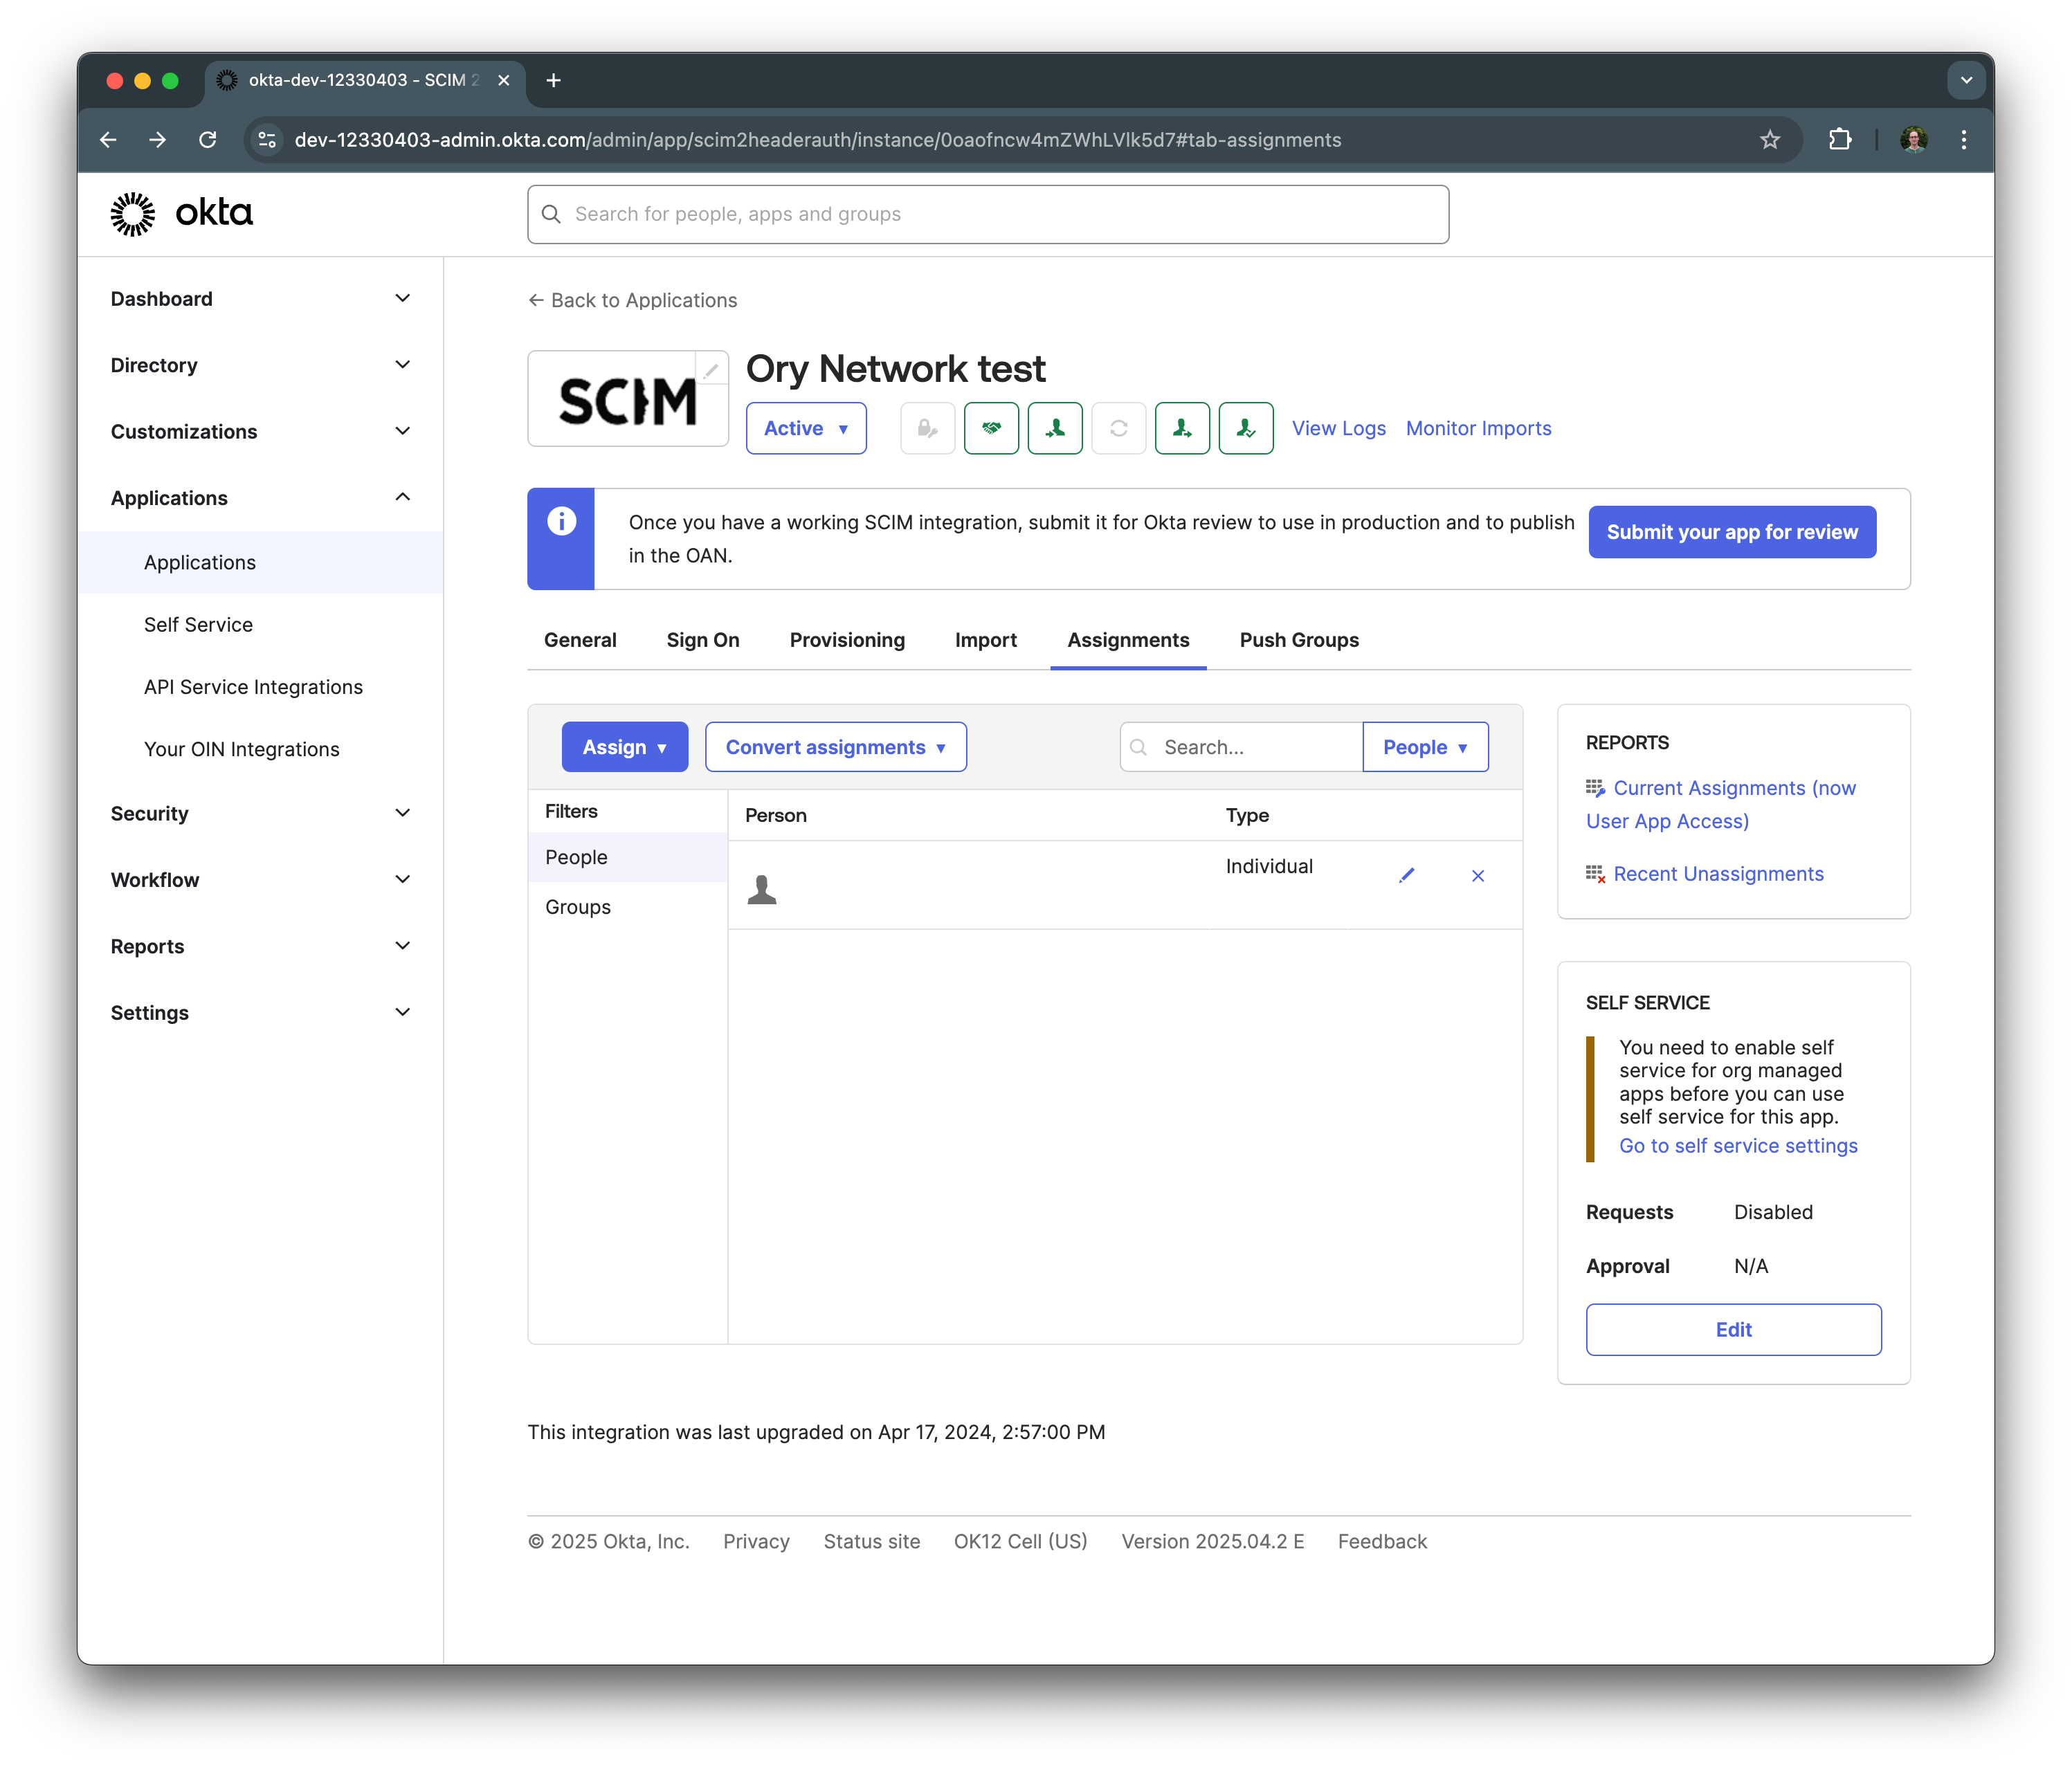 okta-dev-12330403 - SCIM 2
dev-12330403-admin.okta.com/admin/app/scim2headerauth/instance/0oaofncw4mZWhLVlk5d7#tab-assignments
okta
Search for people, apps and groups
Dashboard
Directory
Customizations
Applications
Applications
Self Service
API Service Integrations
Your OIN Integrations
Security
Workflow
Reports
Settings
← Back to Applications
SCIM
Ory Network test
Active ▼
View Logs
Monitor Imports
Once you have a working SCIM integration, submit it for Okta review to use in production and to publish
in the OAN.
Submit your app for review
General
Sign On
Provisioning
Import
Assignments
Push Groups
Assign ▼
Convert assignments ▼
Search...
People ▼
Filters
People
Groups
Person
Type
Individual
REPORTS
Current Assignments (now
User App Access)
Recent Unassignments
SELF SERVICE
You need to enable self
service for org managed
apps before you can use
self service for this app.
Go to self service settings
Requests Disabled
Approval N/A
Edit
This integration was last upgraded on Apr 17, 2024, 2:57:00 PM
© 2025 Okta, Inc.
Privacy
Status site
OK12 Cell (US)
Version 2025.04.2 E
Feedback